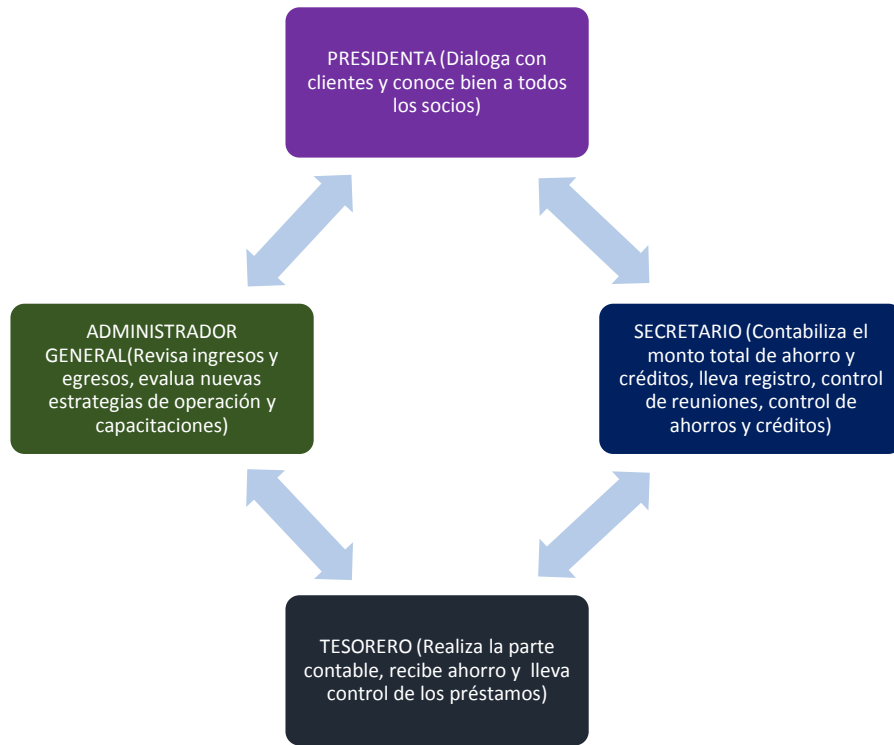 PRESIDENTA (Dialoga con
clientes y conoce bien a todos
los socios)
ADMINISTRADOR
GENERAL(Revisa ingresos y
egresos, evalua nuevas
estrategias de operación y
capacitaciones)
SECRETARIO (Contabiliza el
monto total de ahorro y
créditos, lleva registro, control
de reuniones, control de
ahorros y créditos)
TESORERO (Realiza la parte
contable, recibe ahorro y  lleva
control de los préstamos)